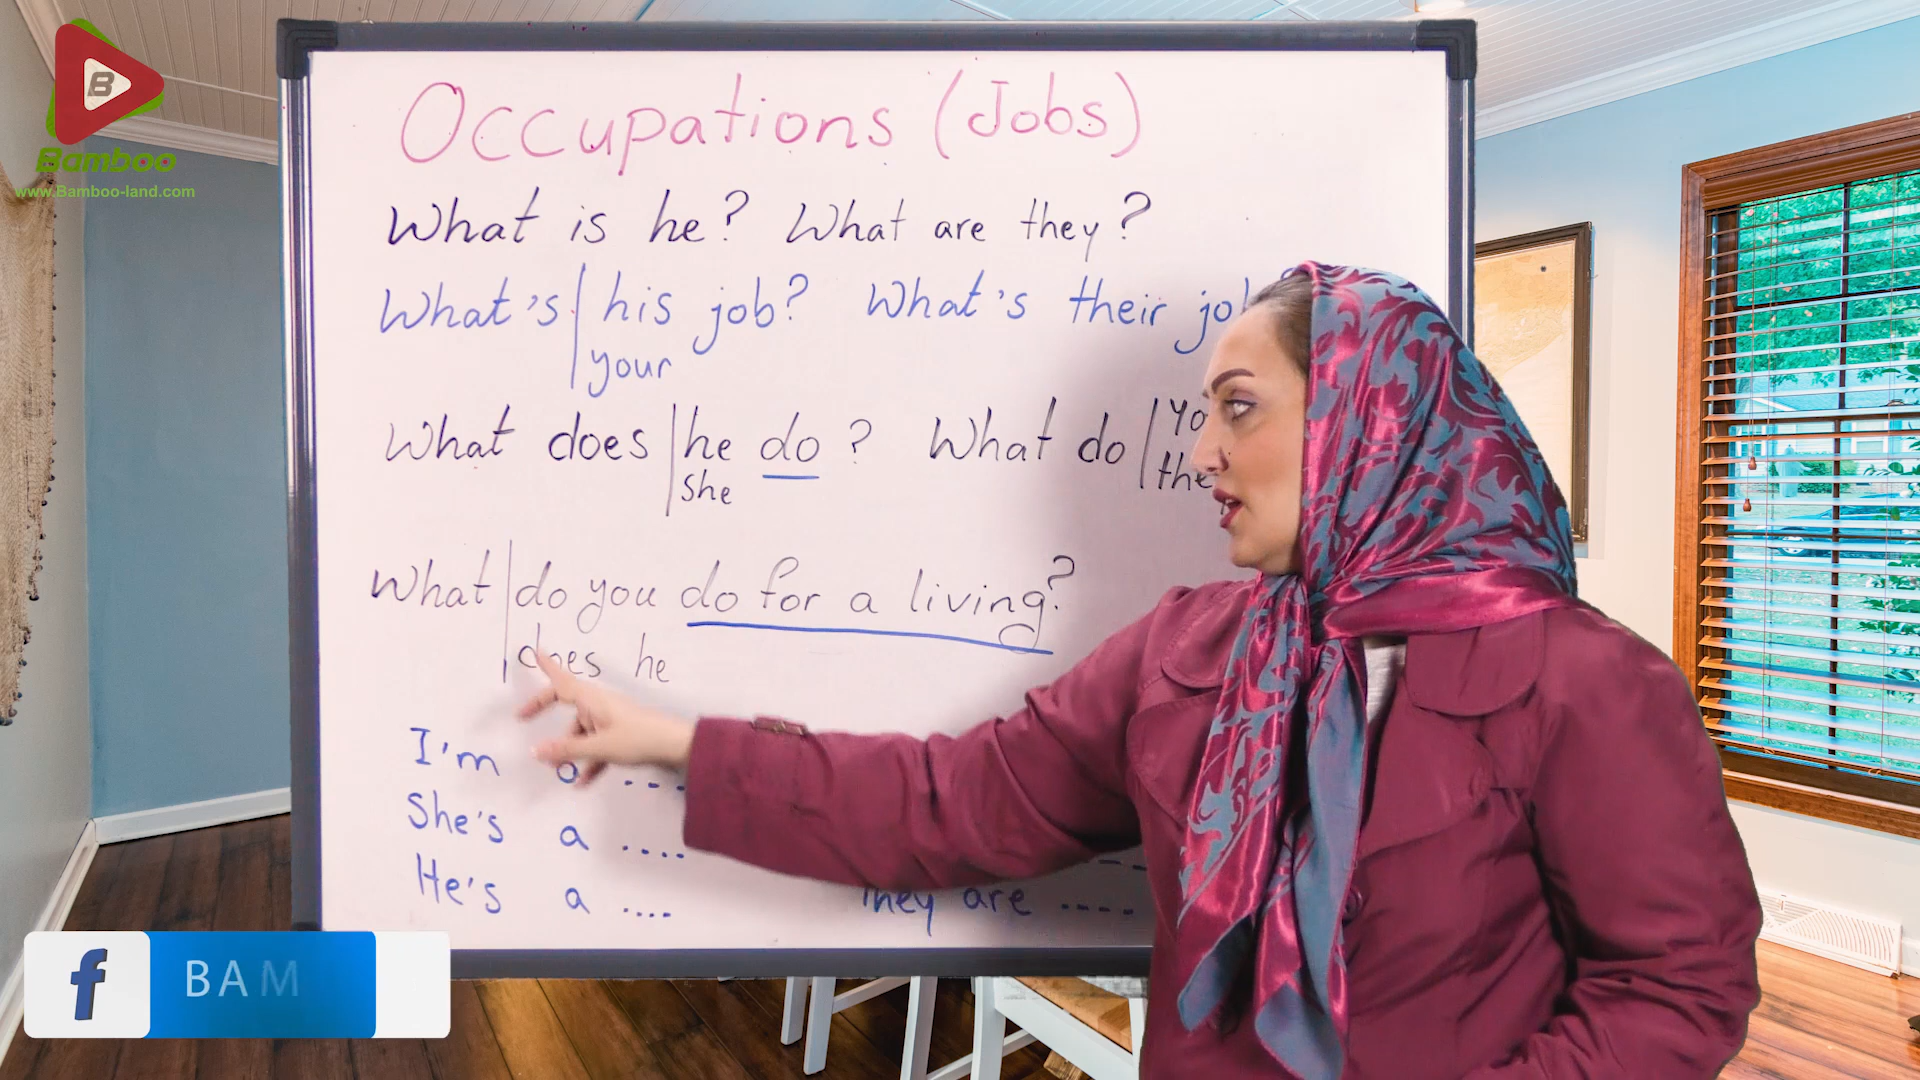 B
Bamboo
www.Bamboo-land.com
Occupations (Jobs)
What is he? What are they?
What's his job? What's their
your
What does he do? What do
she
What do you do for a living?
does he
I'm a ...
She's a ....
He's a .... They are ....
f BAM